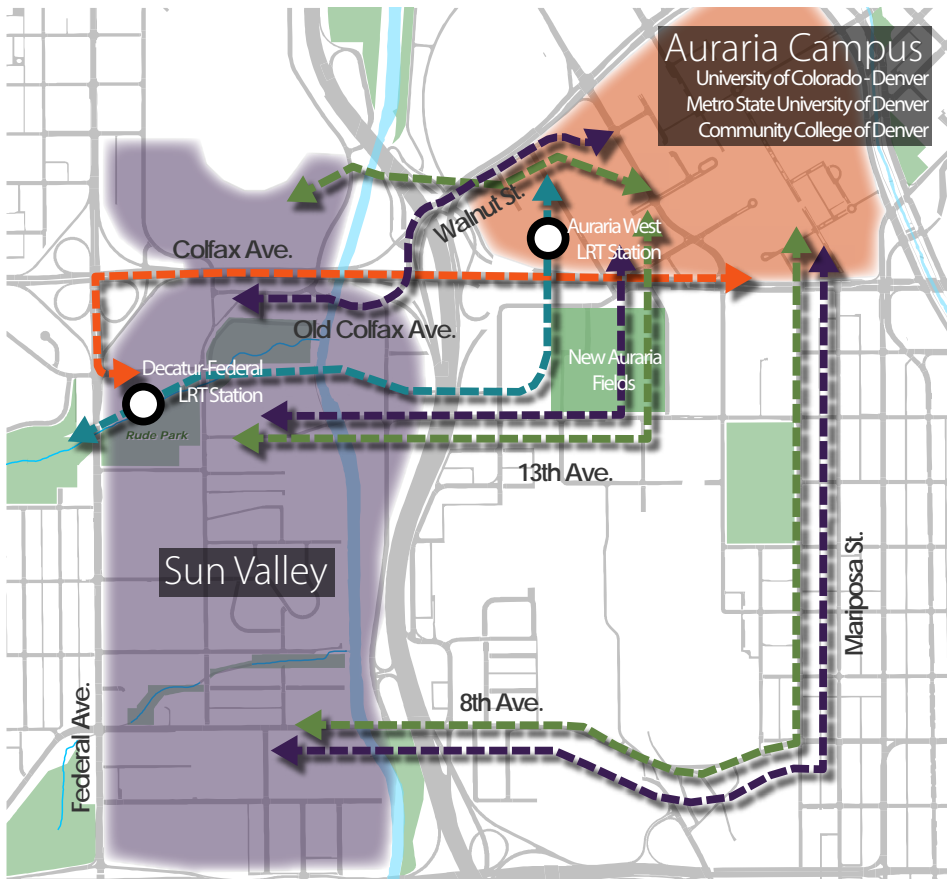 Auraria Campus
University of Colorado - Denver
Metro State University of Denver
Community College of Denver
Walnut St.
Auraria West
LRT Station
Colfax Ave.
Old Colfax Ave.
Decatur-Federal
LRT Station
New Auraria
Fields
Rude Park
13th Ave.
Sun Valley
Mariposa St.
8th Ave.
Federal Ave.